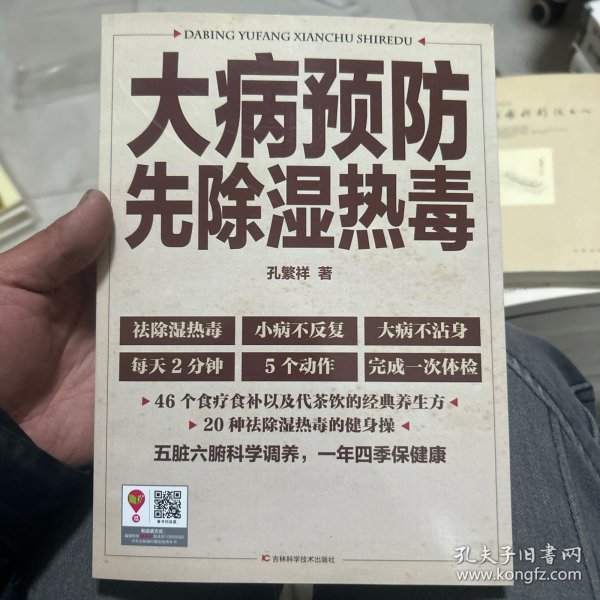 DABING YUFANG XIANCHU SHIREDU
大病预防
先除湿热毒
孔繁祥 著
祛除湿热毒 小病不反复 大病不沾身
每天2分钟 5个动作 完成一次体检
46个食疗食补以及代茶饮的经典养生方
20种祛除湿热毒的健身操
五脏六腑科学调养，一年四季保健康
吉林科学技术出版社
孔夫子旧书网
www.kongfz.com